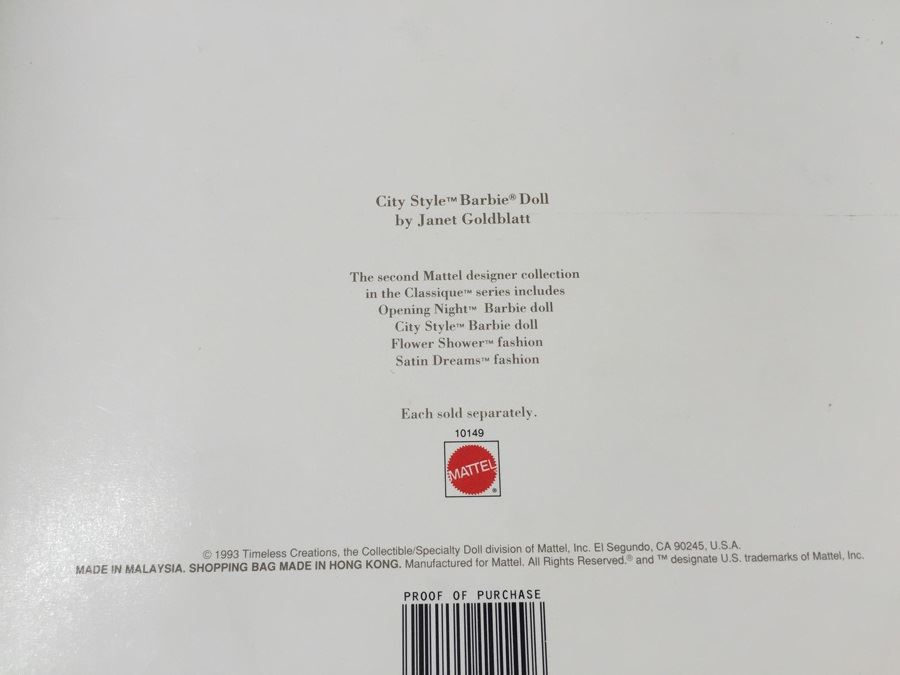 City Style™ Barbie® Doll
by Janet Goldblatt
The second Mattel designer collection
in the Classique™ series includes
Opening Night™ Barbie doll
City Style™ Barbie doll
Flower Shower™ fashion
Satin Dreams™ fashion
Each sold separately.
10149
MATTEL
®
© 1993 Timeless Creations, the Collectible/Specialty Doll division of Mattel, Inc. El Segundo, CA 90245, U.S.A.
MADE IN MALAYSIA. SHOPPING BAG MADE IN HONG KONG. Manufactured for Mattel. All Rights Reserved.® and ™ designate U.S. trademarks of Mattel, Inc.
PROOF OF PURCHASE